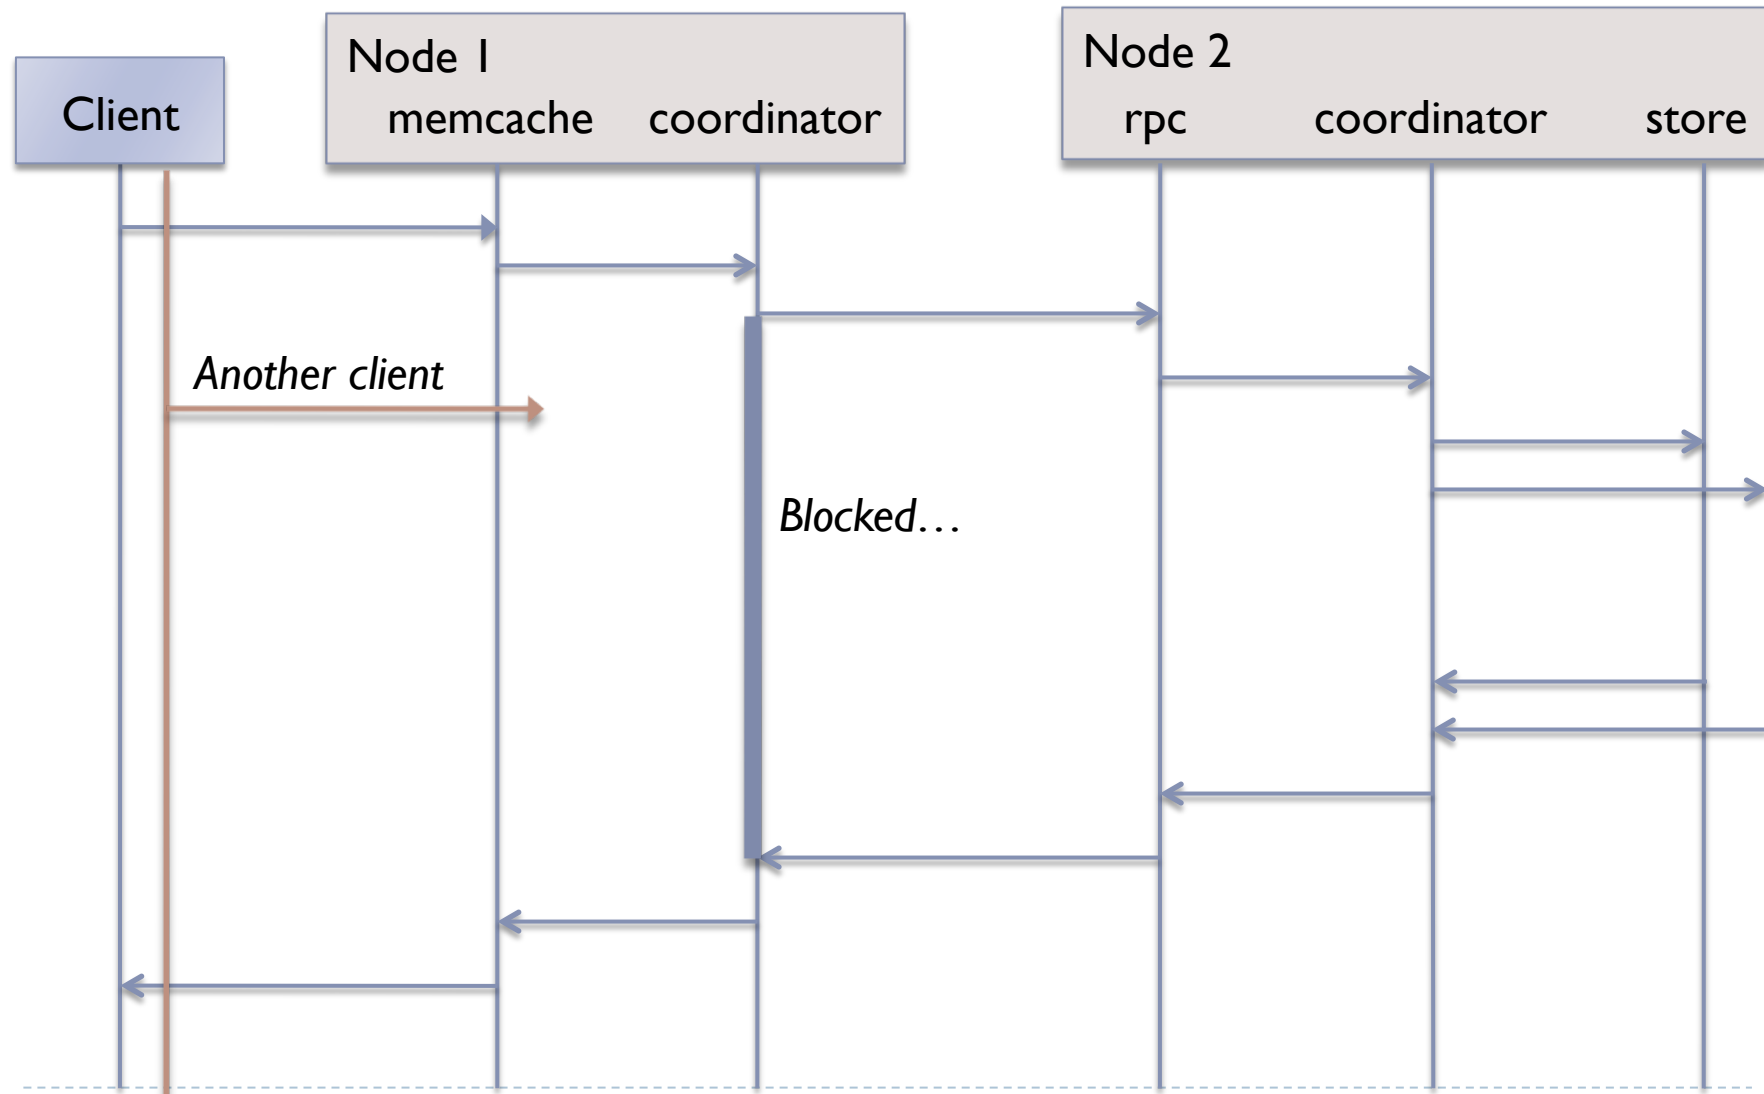 Client
Node 1
memcache coordinator
Node 2
rpc coordinator store
Another client
Blocked…